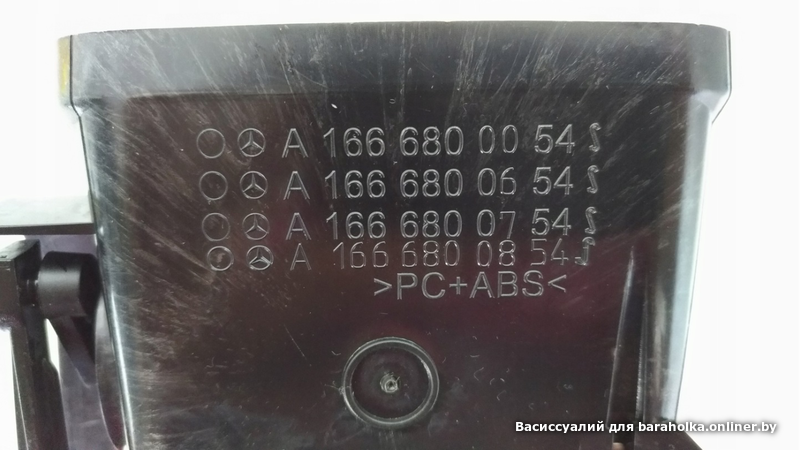 A 166 680 00 54
A 166 680 06 54
A 166 680 07 54
A 166 680 08 54
>PC+ABS<
Васиссуалий для baraholka.onliner.by